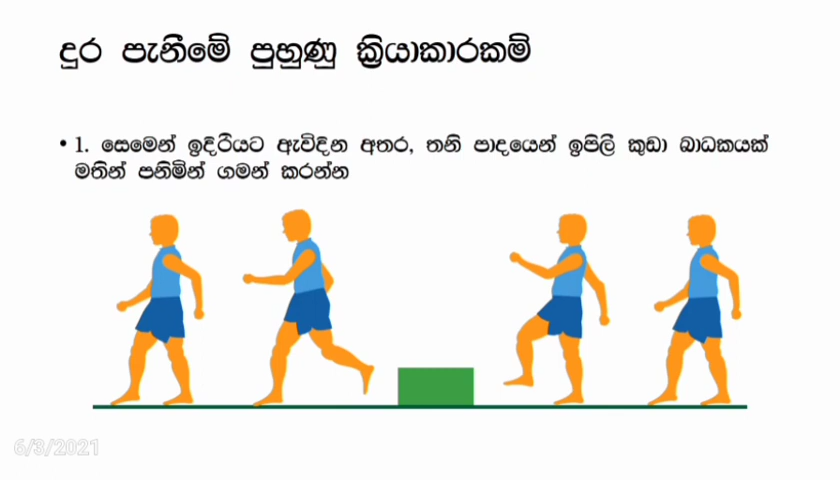 දුර පැනීමේ පුහුණු ක්‍රියාකාරකම්
• 1. සෙමෙන් ඉදිරියට ඇවිදින අතර, තනි පාදයෙන් ඉපිලී කුඩා බාධකයක්
මතින් පනිමින් ගමන් කරන්න
6/3/2021